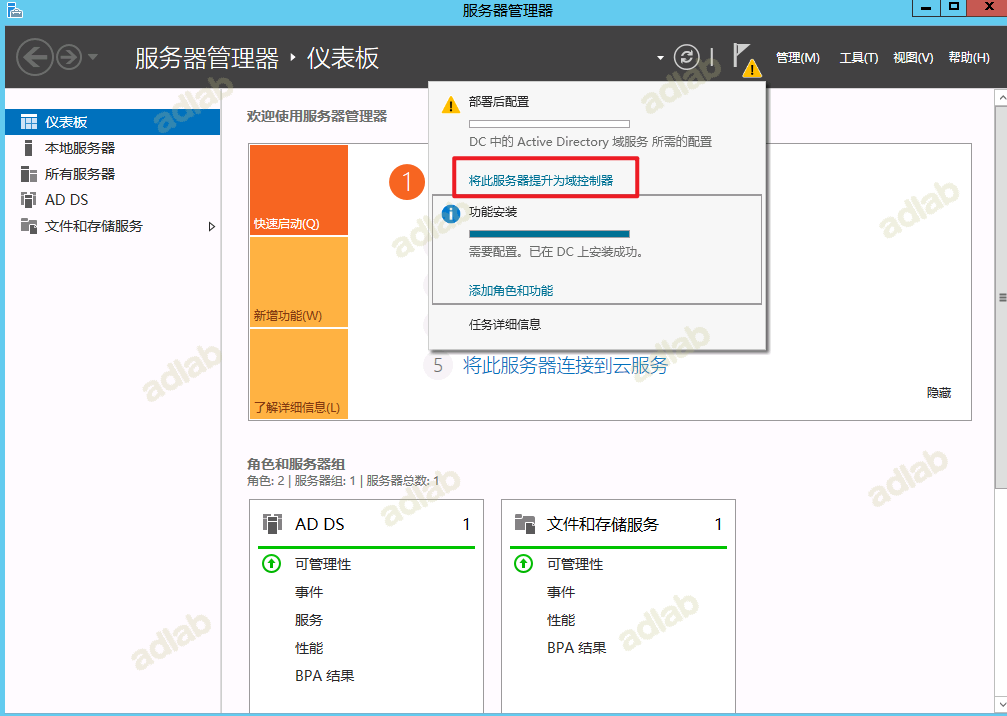 服务器管理器
服务器管理器 ‣ 仪表板
管理(M) 工具(T) 视图(V) 帮助(H)
仪表板
本地服务器
所有服务器
AD DS
文件和存储服务
欢迎使用服务器管理器
快速启动(Q)
新增功能(W)
了解详细信息(L)
1
部署后配置
DC 中的 Active Directory 域服务 所需的配置
将此服务器提升为域控制器
功能安装
需要配置。已在 DC 上安装成功。
添加角色和功能
任务详细信息
5 将此服务器连接到云服务
隐藏
角色和服务器组
角色: 2 | 服务器组: 1 | 服务器总数: 1
AD DS 1
可管理性
事件
服务
性能
BPA 结果
文件和存储服务 1
可管理性
事件
性能
BPA 结果
adlab
adlab
adlab
adlab
adlab
adlab
adlab
adlab
adlab
adlab